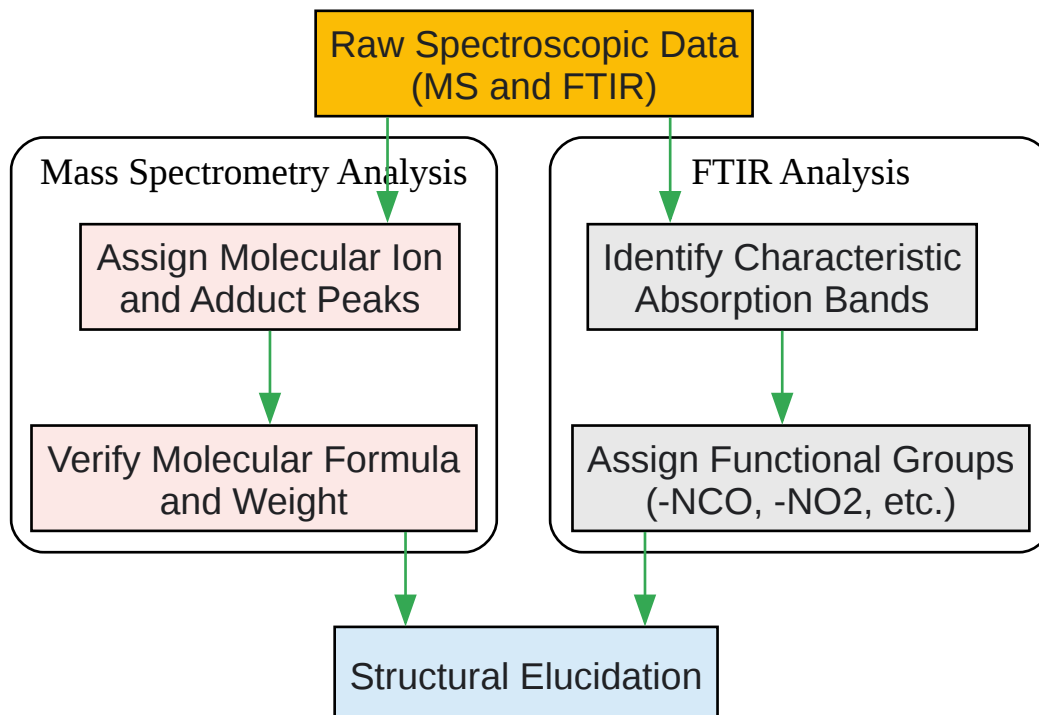 Raw Spectroscopic Data
(MS and FTIR)
Mass Spectrometry Analysis
Assign Molecular Ion
and Adduct Peaks
Verify Molecular Formula
and Weight
FTIR Analysis
Identify Characteristic
Absorption Bands
Assign Functional Groups
(-NCO, -NO2, etc.)
Structural Elucidation